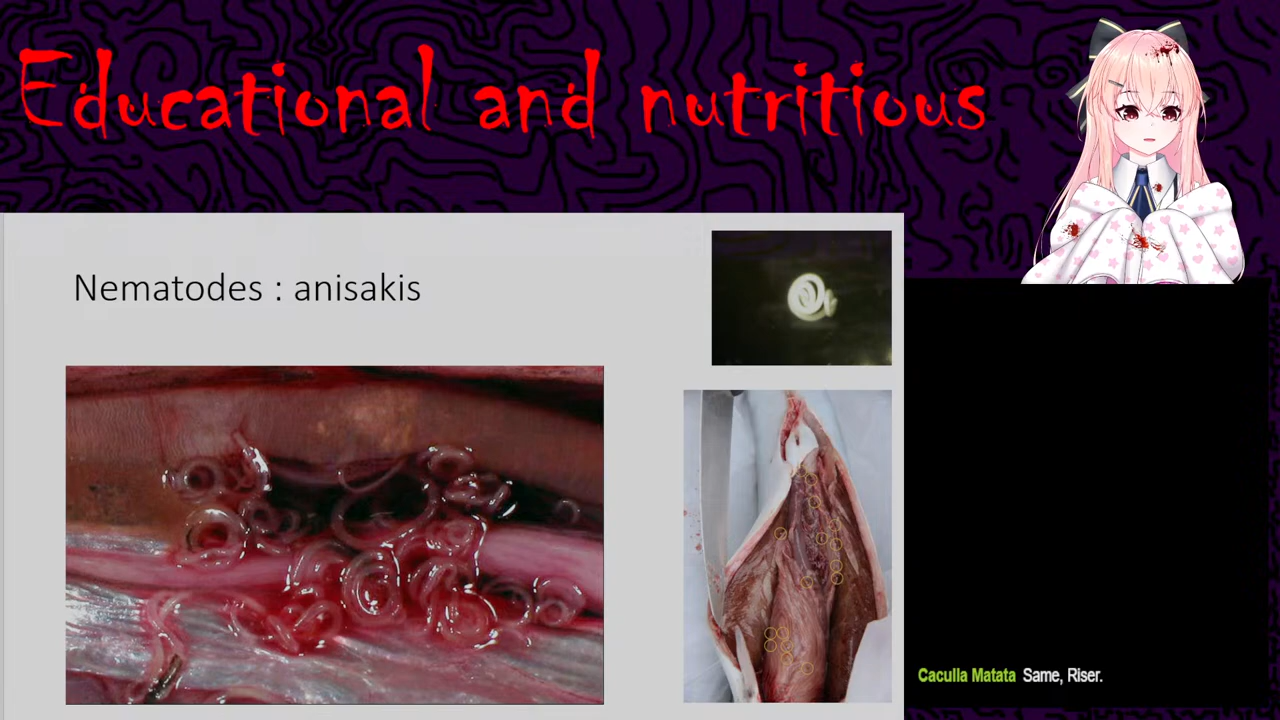 Educational and nutritious
Nematodes : anisakis
Caculla Matata Same, Riser.